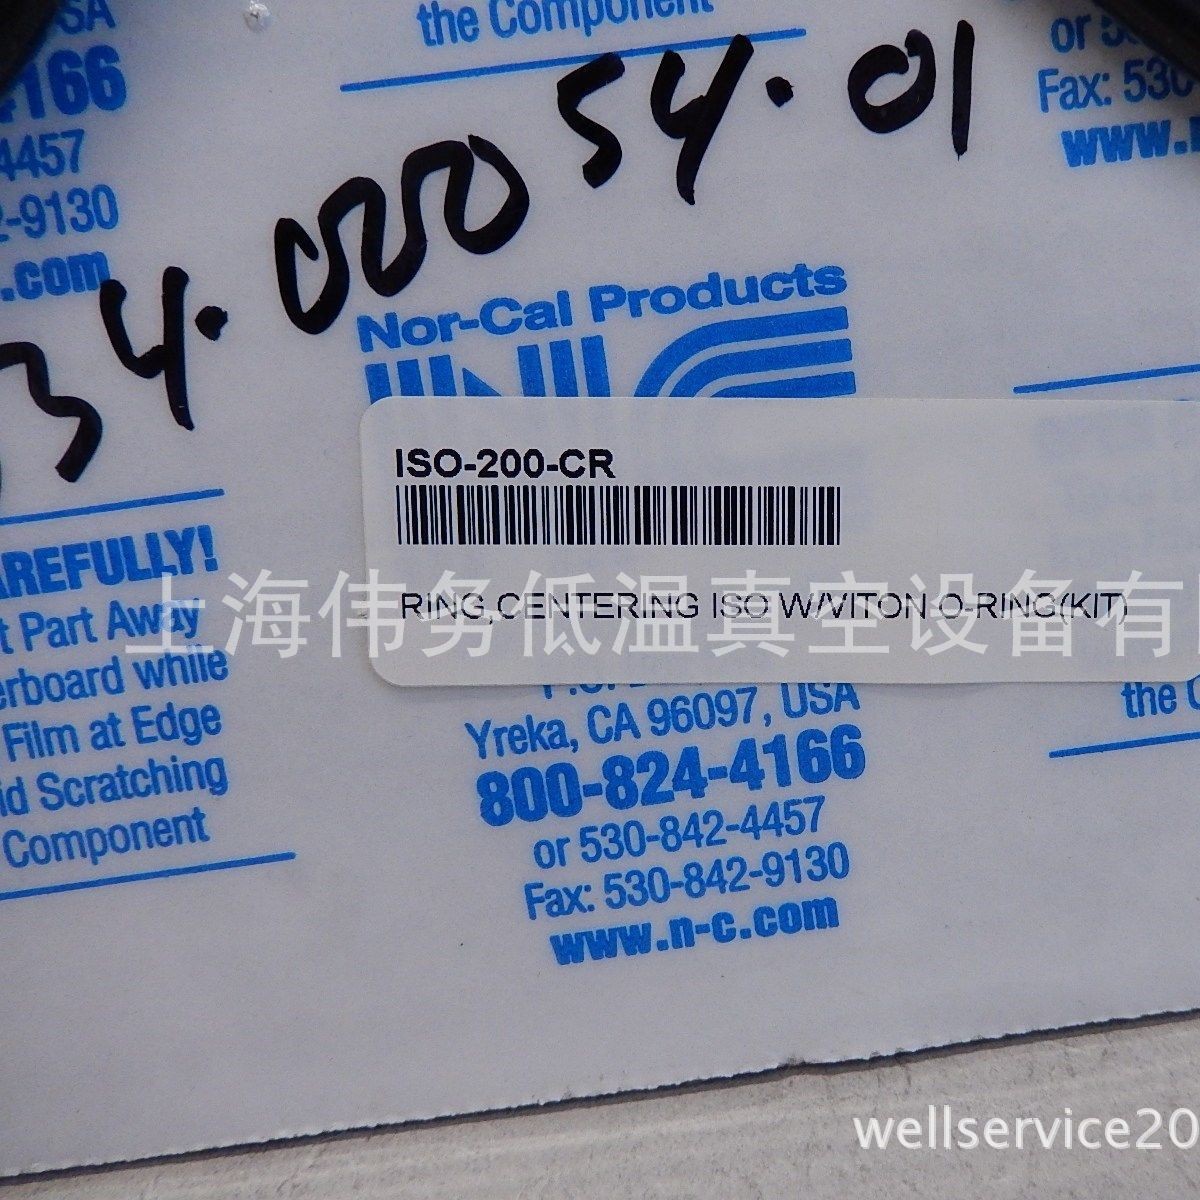 SA
4166
4457
2-9130
.com
the Component
or 5
Fax: 530
www.n
34.00054.01
Nor-Cal Products
ISO-200-CR
RING,CENTERING ISO W/VITON O-RING(KIT)
上海伟务低温真空设备有
AREFULLY!
t Part Away
erboard while
Film at Edge
id Scratching
Component
Yreka, CA 96097, USA
800-824-4166
or 530-842-4457
Fax: 530-842-9130
www.n-c.com
the C
wellservice20